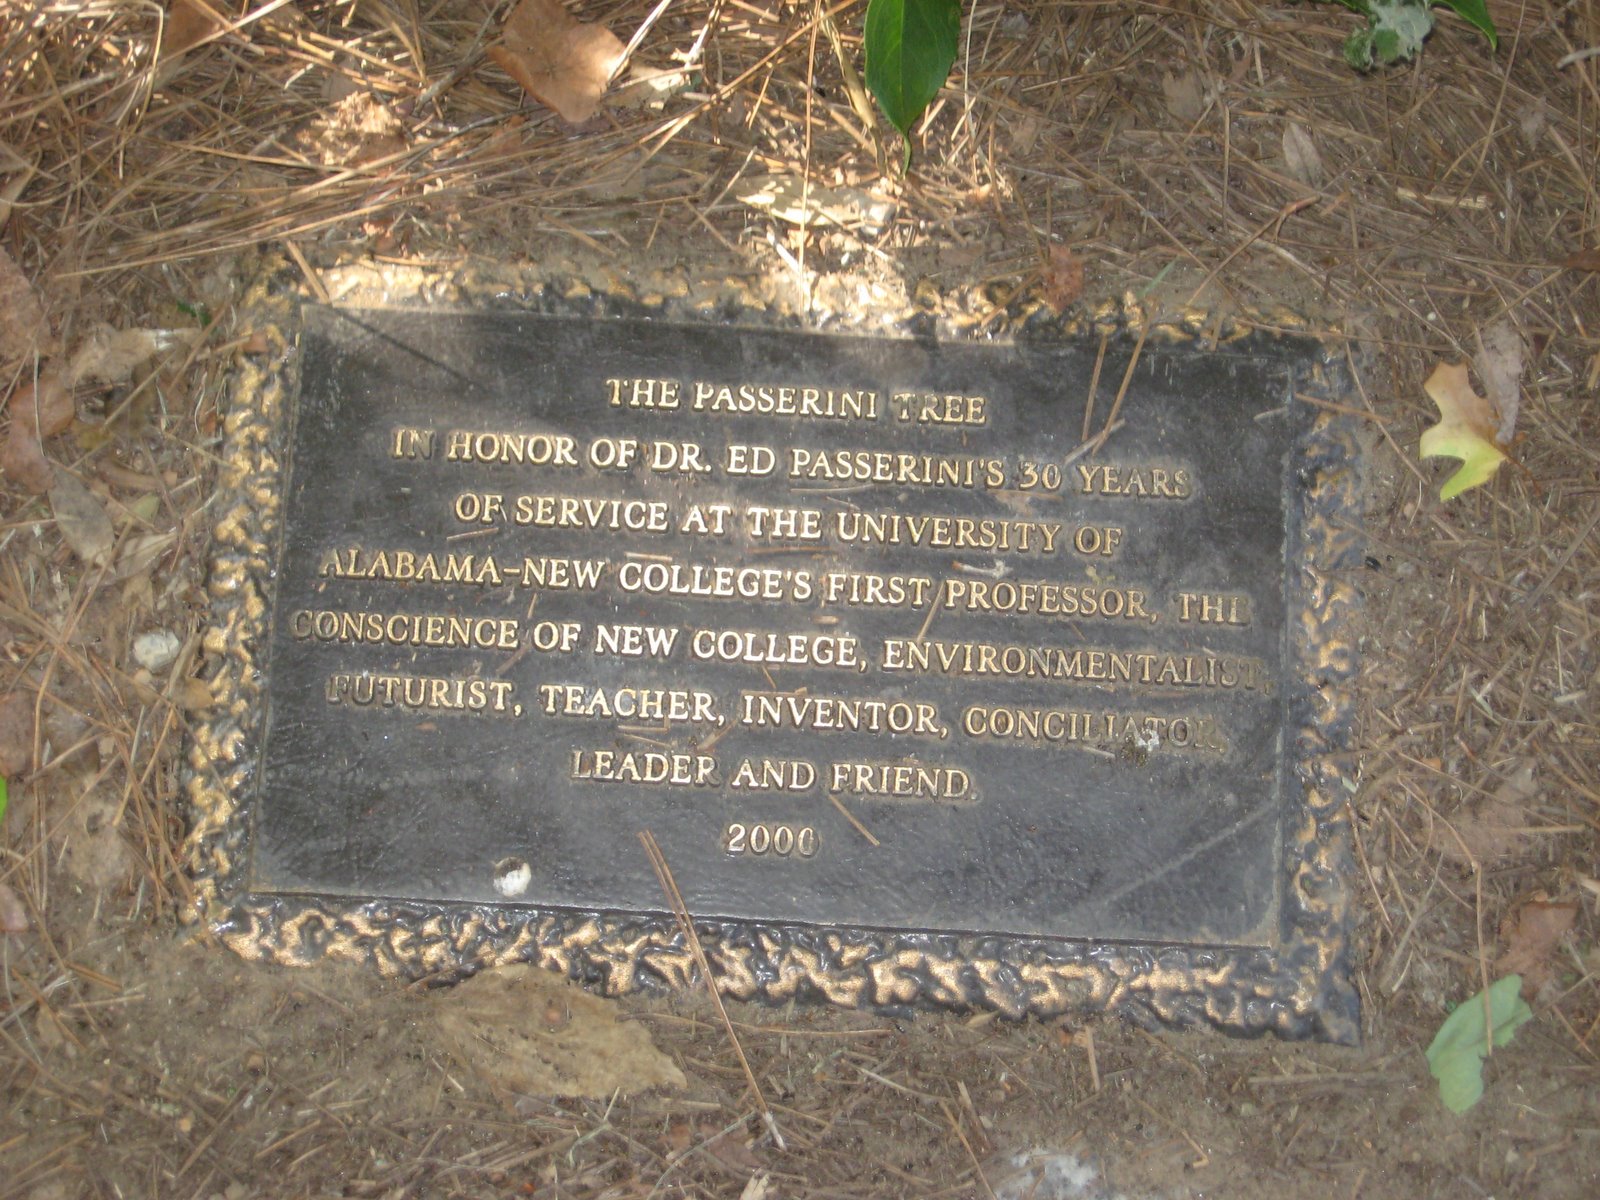 THE PASSERINI TREE
IN HONOR OF DR. ED PASSERINI'S 30 YEARS
OF SERVICE AT THE UNIVERSITY OF
ALABAMA-NEW COLLEGE'S FIRST PROFESSOR, THE
CONSCIENCE OF NEW COLLEGE, ENVIRONMENTALIST,
FUTURIST, TEACHER, INVENTOR, CONCILIATOR,
LEADER AND FRIEND.
2000